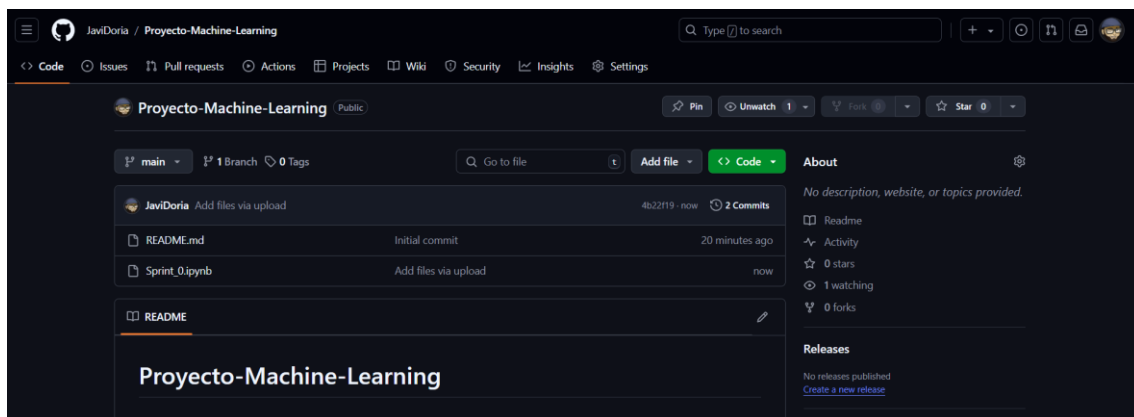 JaviDoria / Proyecto-Machine-Learning
Type / to search
Code Issues Pull requests Actions Projects Wiki Security Insights Settings
Proyecto-Machine-Learning Public
Pin Unwatch 1 Fork 0 Star 0
main 1 Branch 0 Tags
Go to file t Add file Code
JaviDoria Add files via upload 4b22f19 · now 2 Commits
README.md Initial commit 20 minutes ago
Sprint_0.ipynb Add files via upload now
README
Proyecto-Machine-Learning
About
No description, website, or topics provided.
Readme
Activity
0 stars
1 watching
0 forks
Releases
No releases published
Create a new release